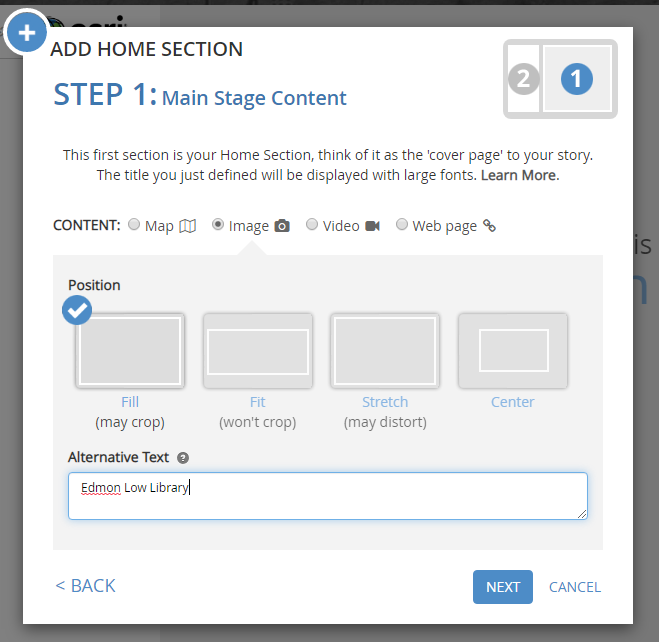 esri
ADD HOME SECTION
STEP 1: Main Stage Content
2 1
This first section is your Home Section, think of it as the 'cover page' to your story.
The title you just defined will be displayed with large fonts. Learn More.
CONTENT: Map Image Video Web page
is
Position
Fill Fit Stretch Center
(may crop) (won't crop) (may distort)
Alternative Text ?
Edmon Low Library
< BACK NEXT CANCEL